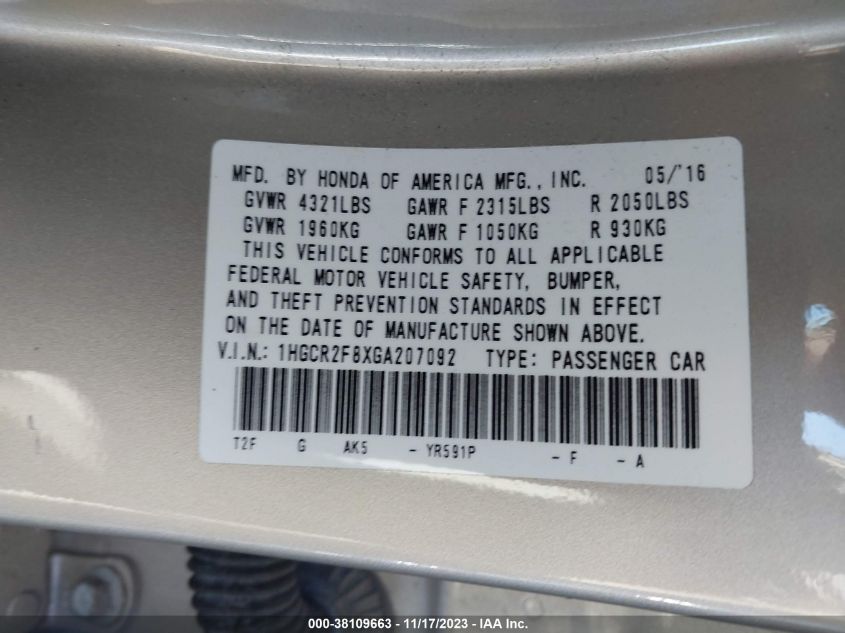 MFD. BY HONDA OF AMERICA MFG., INC. 05/'16
GVWR 4321LBS GAWR F 2315LBS R 2050LBS
GVWR 1960KG GAWR F 1050KG R 930KG
THIS VEHICLE CONFORMS TO ALL APPLICABLE
FEDERAL MOTOR VEHICLE SAFETY, BUMPER,
AND THEFT PREVENTION STANDARDS IN EFFECT
ON THE DATE OF MANUFACTURE SHOWN ABOVE.
V.I.N.: 1HGCR2F8XGA207092 TYPE: PASSENGER CAR
T2F G AK5 - YR591P - F - A
000-38109663 - 11/17/2023 - IAA Inc.